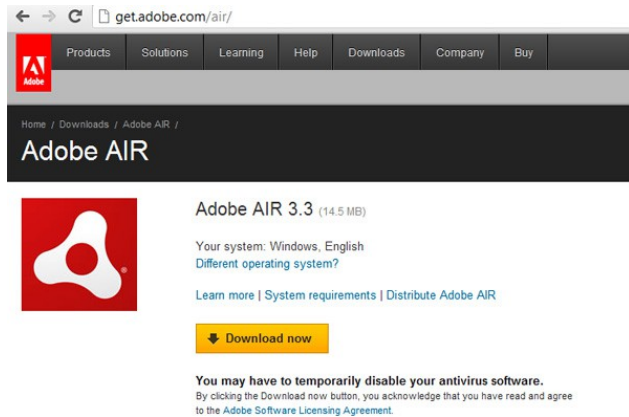 get.adobe.com/air/
Products Solutions Learning Help Downloads Company Buy
Adobe
Home / Downloads / Adobe AIR /
Adobe AIR
Adobe AIR 3.3 (14.5 MB)
Your system: Windows, English
Different operating system?
Learn more | System requirements | Distribute Adobe AIR
Download now
You may have to temporarily disable your antivirus software.
By clicking the Download now button, you acknowledge that you have read and agree
to the Adobe Software Licensing Agreement.